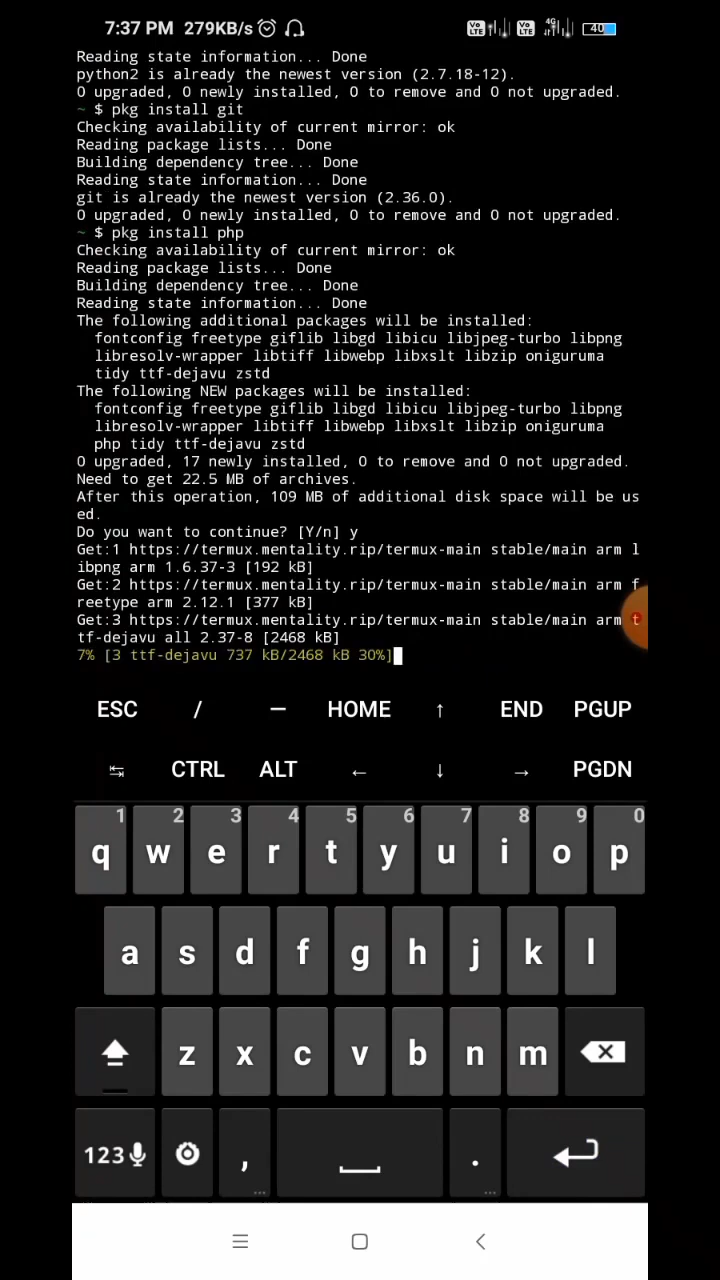 7:37 PM 279KB/s
Vo LTE Vo LTE 4G 40
Reading state information... Done
python2 is already the newest version (2.7.18-12).
0 upgraded, 0 newly installed, 0 to remove and 0 not upgraded.
~ $ pkg install git
Checking availability of current mirror: ok
Reading package lists... Done
Building dependency tree... Done
Reading state information... Done
git is already the newest version (2.36.0).
0 upgraded, 0 newly installed, 0 to remove and 0 not upgraded.
~ $ pkg install php
Checking availability of current mirror: ok
Reading package lists... Done
Building dependency tree... Done
Reading state information... Done
The following additional packages will be installed:
fontconfig freetype giflib libgd libicu libjpeg-turbo libpng
libresolv-wrapper libtiff libwebp libxslt libzip oniguruma
tidy ttf-dejavu zstd
The following NEW packages will be installed:
fontconfig freetype giflib libgd libicu libjpeg-turbo libpng
libresolv-wrapper libtiff libwebp libxslt libzip oniguruma
php tidy ttf-dejavu zstd
0 upgraded, 17 newly installed, 0 to remove and 0 not upgraded.
Need to get 22.5 MB of archives.
After this operation, 109 MB of additional disk space will be us
ed.
Do you want to continue? [Y/n] y
Get:1 https://termux.mentality.rip/termux-main stable/main arm l
ibpng arm 1.6.37-3 [192 kB]
Get:2 https://termux.mentality.rip/termux-main stable/main arm f
reetype arm 2.12.1 [377 kB]
Get:3 https://termux.mentality.rip/termux-main stable/main arm t
tf-dejavu all 2.37-8 [2468 kB]
7% [3 ttf-dejavu 737 kB/2468 kB 30%]
ESC / — HOME ↑ END PGUP
↹ CTRL ALT ← ↓ → PGDN
1 2 3 4 5 6 7 8 9 0
q w e r t y u i o p
a s d f g h j k l
z x c v b n m
123 , .